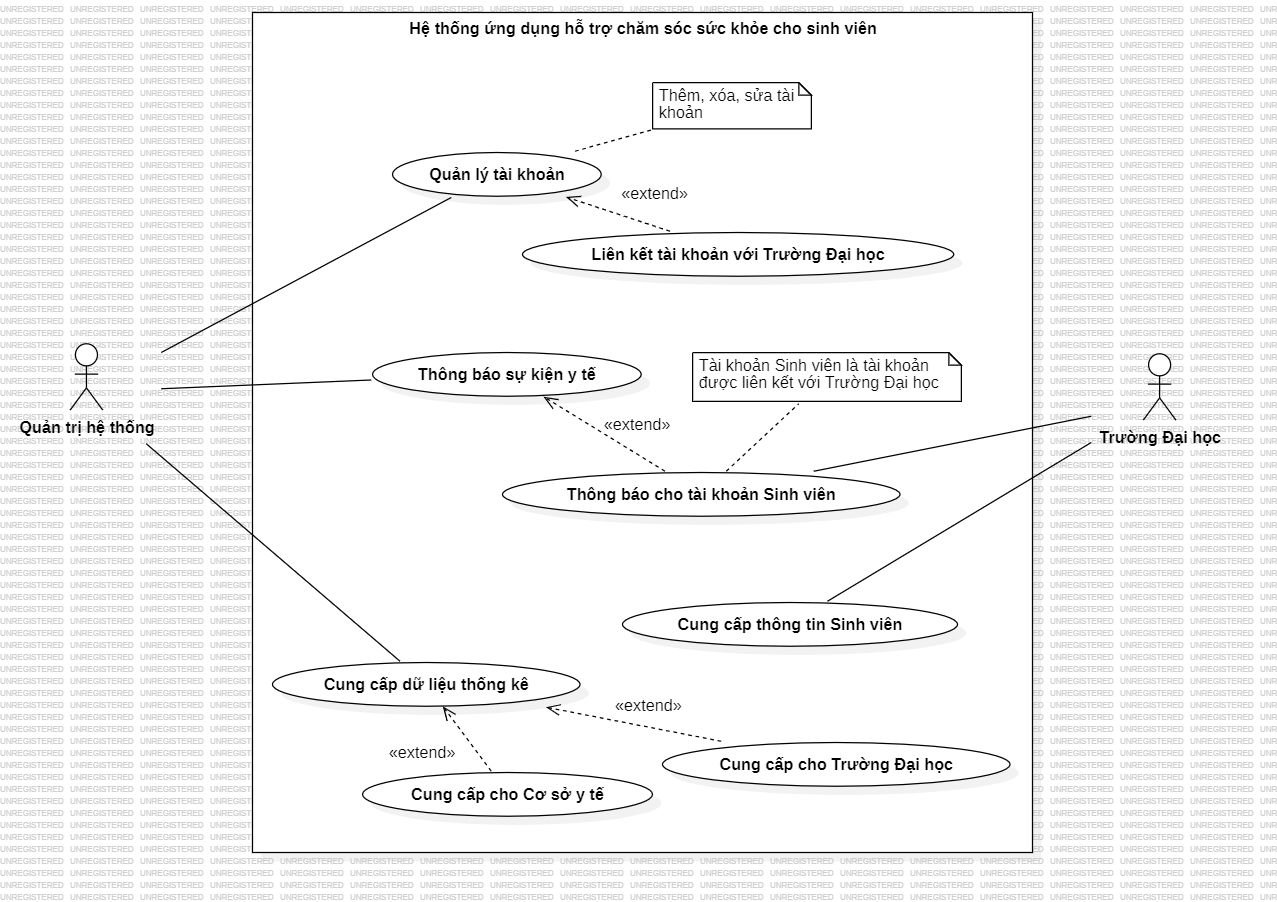 Hệ thống ứng dụng hỗ trợ chăm sóc sức khỏe cho sinh viên
Thêm, xóa, sửa tài
khoản
Quản lý tài khoản
«extend»
Liên kết tài khoản với Trường Đại học
Thông báo sự kiện y tế
Tài khoản Sinh viên là tài khoản
được liên kết với Trường Đại học
Quản trị hệ thống
«extend»
Trường Đại học
Thông báo cho tài khoản Sinh viên
Cung cấp thông tin Sinh viên
Cung cấp dữ liệu thống kê
«extend»
«extend»
Cung cấp cho Trường Đại học
Cung cấp cho Cơ sở y tế
UNREGISTERED